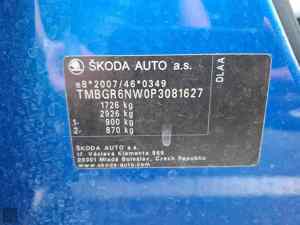 ŠKODA AUTO a.s.
e8*2007/46*0349
TMBGR6NW0P3081627
1726 kg
2926 kg
1- 900 kg
2- 870 kg
DLAA
ŠKODA AUTO a.s.
tř. Václava Klementa 869
29301 Mladá Boleslav, Czech Republic
www.skoda-auto.com